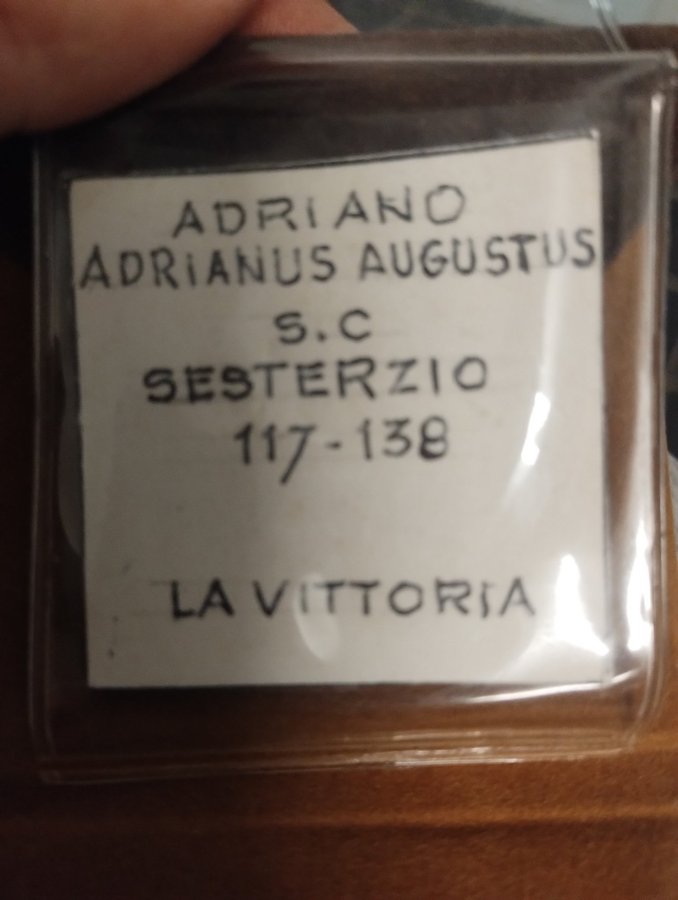 ADRiANO
ADRiANUS AUGUSTUS
S.C
SESTERZIO
117-138
LA VITTORIA